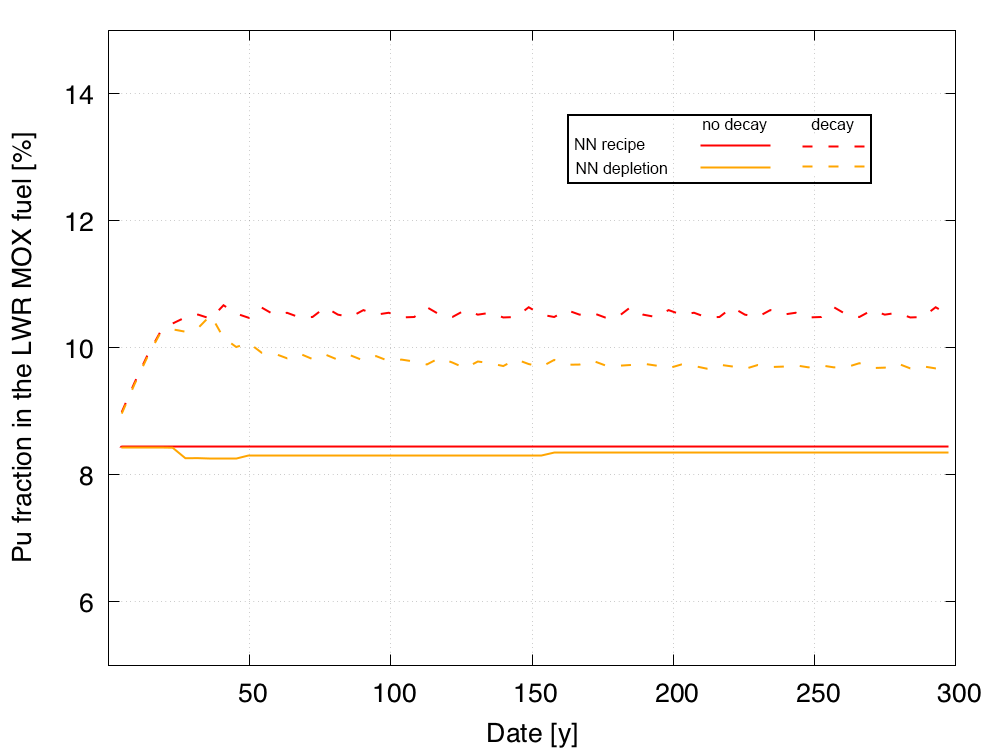 Pu fraction in the LWR MOX fuel [%]
14
12
10
8
6
no decay decay
NN recipe
NN depletion
50 100 150 200 250 300
Date [y]